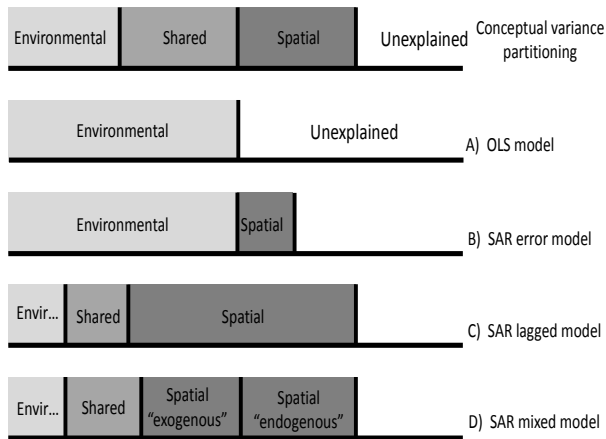 Environmental Shared Spatial Unexplained Conceptual variance
partitioning
Environmental Unexplained A) OLS model
Environmental Spatial B) SAR error model
Envir... Shared Spatial C) SAR lagged model
Envir... Shared Spatial "exogenous" Spatial "endogenous" D) SAR mixed model